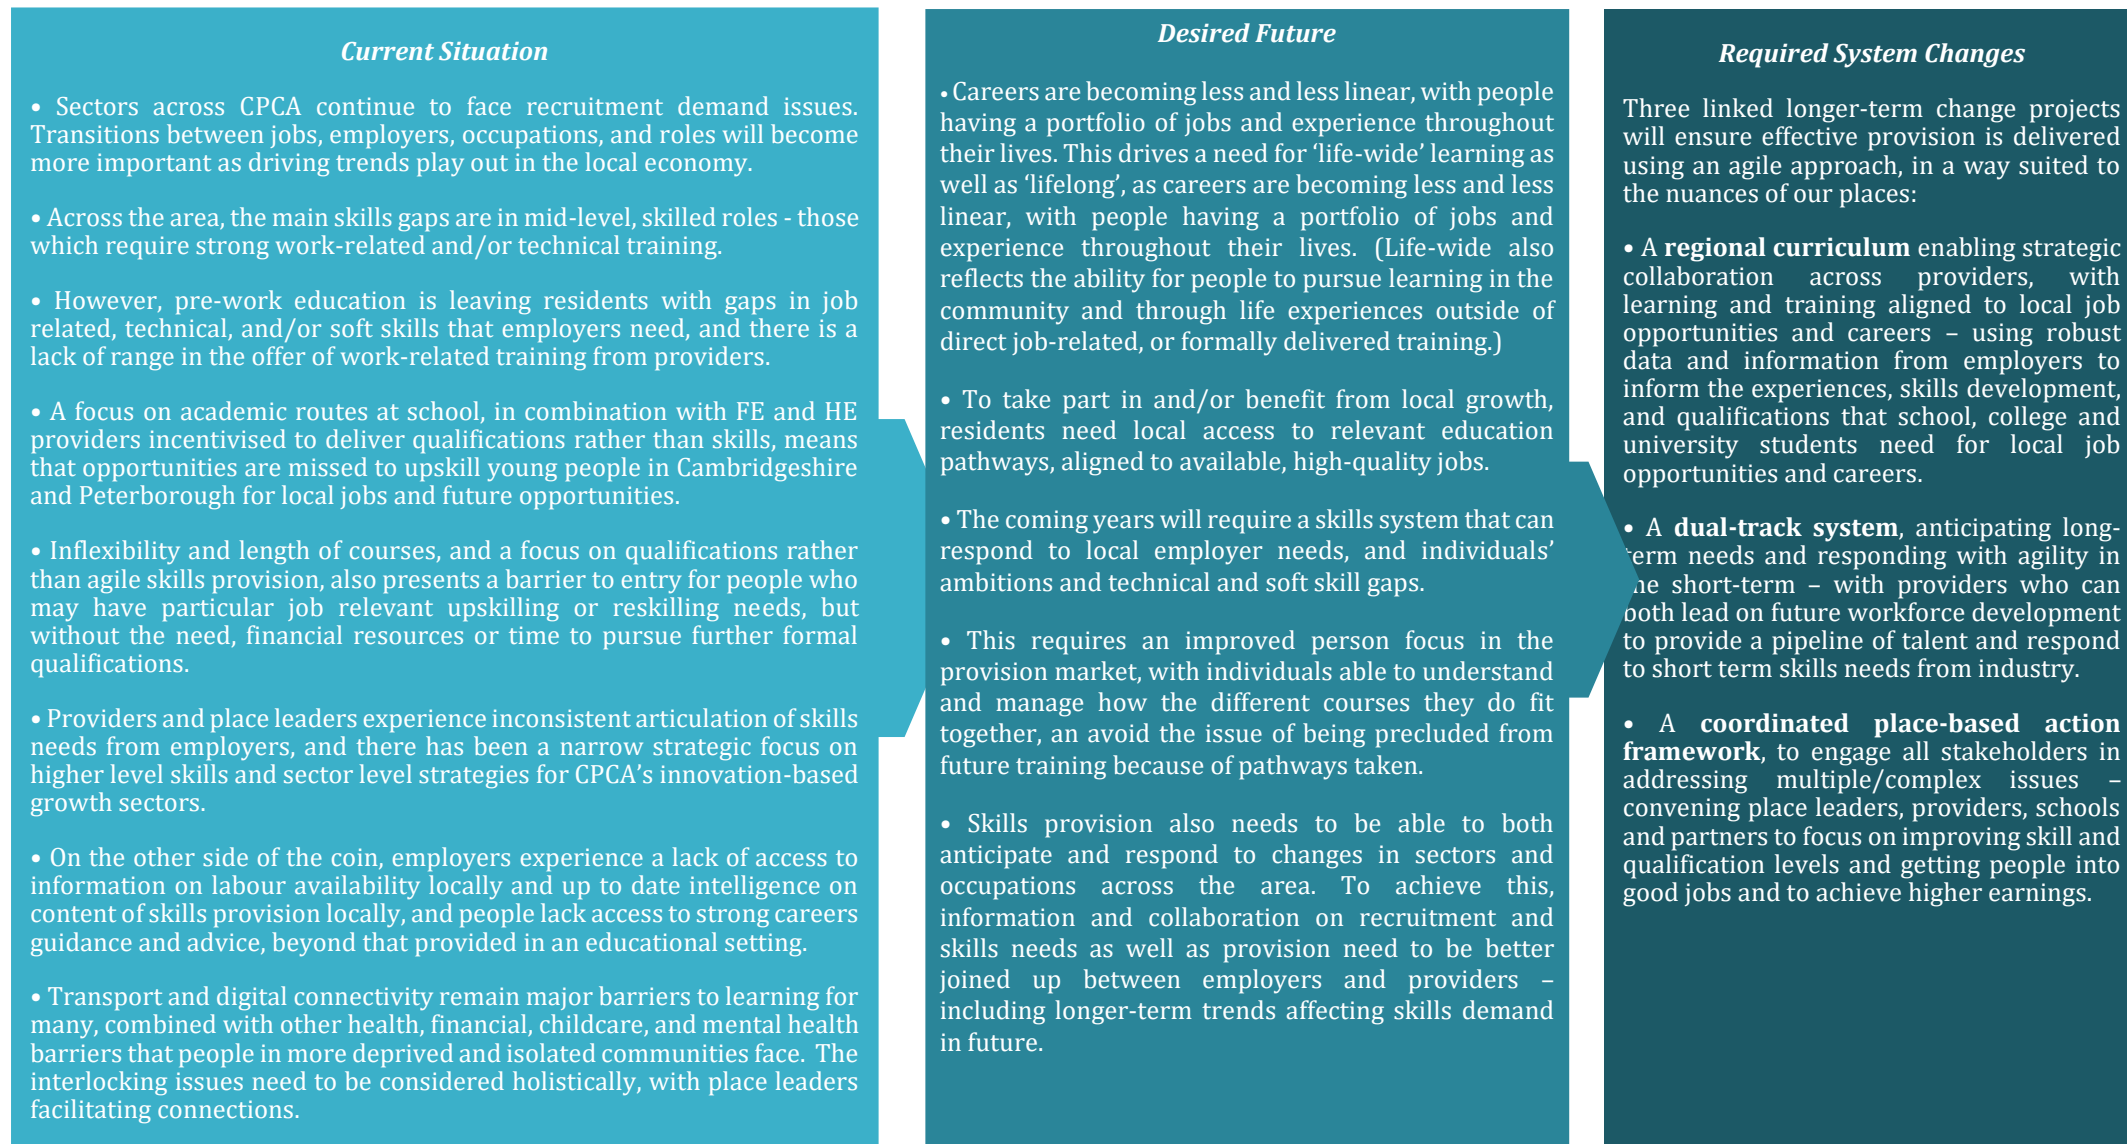 Current Situation
• Sectors across CPCA continue to face recruitment demand issues.
Transitions between jobs, employers, occupations, and roles will become
more important as driving trends play out in the local economy.
• Across the area, the main skills gaps are in mid-level, skilled roles - those
which require strong work-related and/or technical training.
• However, pre-work education is leaving residents with gaps in job
related, technical, and/or soft skills that employers need, and there is a
lack of range in the offer of work-related training from providers.
• A focus on academic routes at school, in combination with FE and HE
providers incentivised to deliver qualifications rather than skills, means
that opportunities are missed to upskill young people in Cambridgeshire
and Peterborough for local jobs and future opportunities.
• Inflexibility and length of courses, and a focus on qualifications rather
than agile skills provision, also presents a barrier to entry for people who
may have particular job relevant upskilling or reskilling needs, but
without the need, financial resources or time to pursue further formal
qualifications.
• Providers and place leaders experience inconsistent articulation of skills
needs from employers, and there has been a narrow strategic focus on
higher level skills and sector level strategies for CPCA's innovation-based
growth sectors.
• On the other side of the coin, employers experience a lack of access to
information on labour availability locally and up to date intelligence on
content of skills provision locally, and people lack access to strong careers
guidance and advice, beyond that provided in an educational setting.
• Transport and digital connectivity remain major barriers to learning for
many, combined with other health, financial, childcare, and mental health
barriers that people in more deprived and isolated communities face. The
interlocking issues need to be considered holistically, with place leaders
facilitating connections.
Desired Future
• Careers are becoming less and less linear, with people
having a portfolio of jobs and experience throughout
their lives. This drives a need for 'life-wide' learning as
well as 'lifelong', as careers are becoming less and less
linear, with people having a portfolio of jobs and
experience throughout their lives. (Life-wide also
reflects the ability for people to pursue learning in the
community and through life experiences outside of
direct job-related, or formally delivered training.)
• To take part in and/or benefit from local growth,
residents need local access to relevant education
pathways, aligned to available, high-quality jobs.
• The coming years will require a skills system that can
respond to local employer needs, and individuals'
ambitions and technical and soft skill gaps.
• This requires an improved person focus in the
provision market, with individuals able to understand
and manage how the different courses they do fit
together, an avoid the issue of being precluded from
future training because of pathways taken.
• Skills provision also needs to be able to both
anticipate and respond to changes in sectors and
occupations across the area. To achieve this,
information and collaboration on recruitment and
skills needs as well as provision need to be better
joined up between employers and providers –
including longer-term trends affecting skills demand
in future.
Required System Changes
Three linked longer-term change projects
will ensure effective provision is delivered
using an agile approach, in a way suited to
the nuances of our places:
• A regional curriculum enabling strategic
collaboration across providers, with
learning and training aligned to local job
opportunities and careers – using robust
data and information from employers to
inform the experiences, skills development,
and qualifications that school, college and
university students need for local job
opportunities and careers.
• A dual-track system, anticipating long-
term needs and responding with agility in
the short-term – with providers who can
both lead on future workforce development
to provide a pipeline of talent and respond
to short term skills needs from industry.
• A coordinated place-based action
framework, to engage all stakeholders in
addressing multiple/complex issues –
convening place leaders, providers, schools
and partners to focus on improving skill and
qualification levels and getting people into
good jobs and to achieve higher earnings.